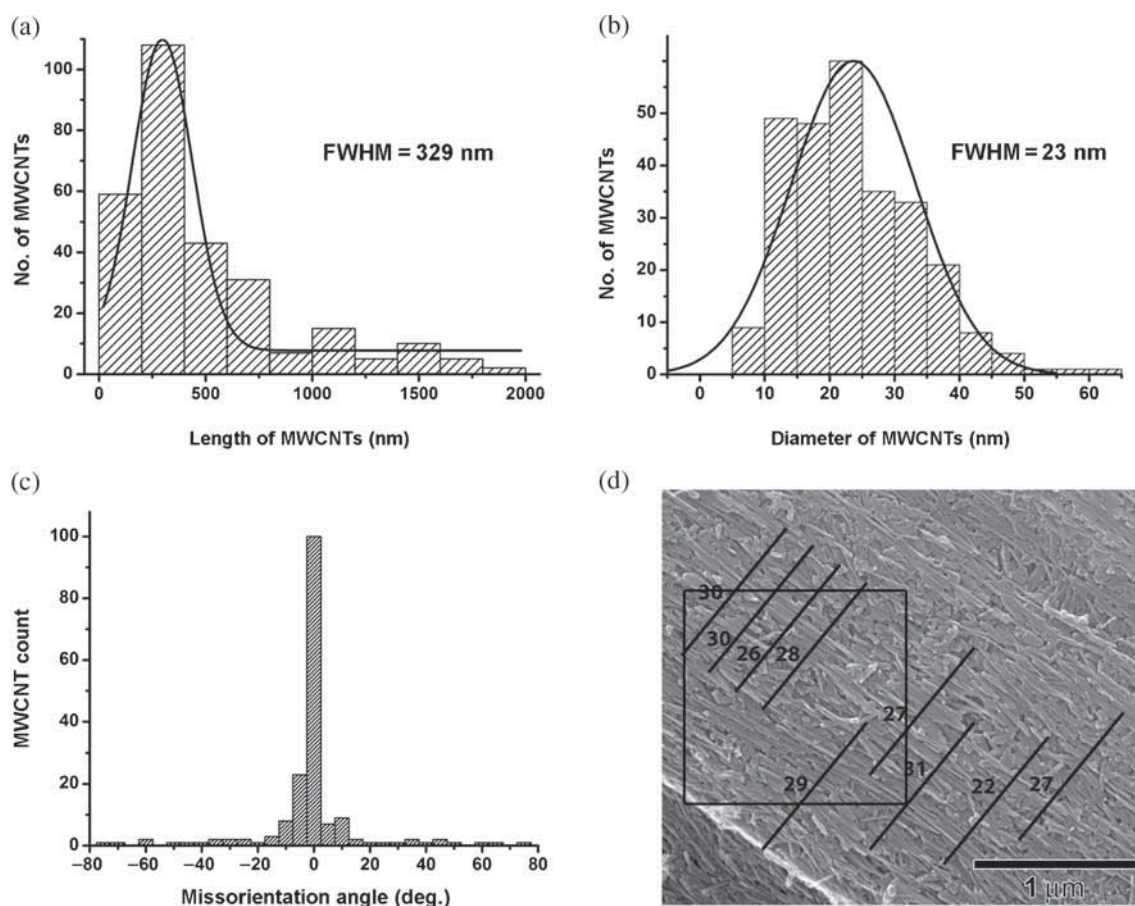 (a)
100
80
60
40
20
0
No. of MWCNTs
FWHM = 329 nm
0 500 1000 1500 2000
Length of MWCNTs (nm)
(b)
50
40
30
20
10
0
No. of MWCNTs
FWHM = 23 nm
0 10 20 30 40 50 60
Diameter of MWCNTs (nm)
(c)
100
80
60
40
20
0
MWCNT count
−80 −60 −40 −20 0 20 40 60 80
Missorientation angle (deg.)
(d)
30
30
26 28
27
29
31
22 27
1 µm